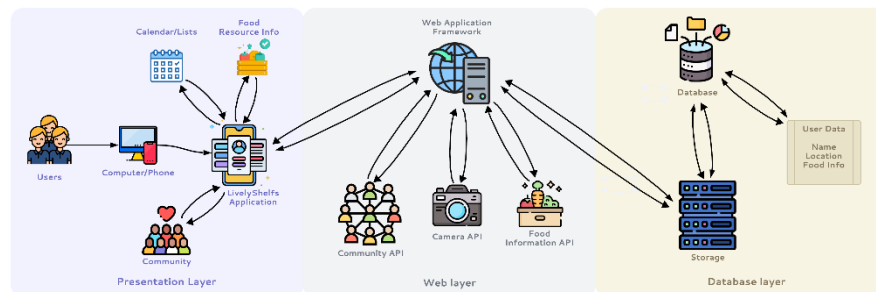 Calendar/Lists
Food
Resource Info
Users
Computer/Phone
LivelyShelfs
Application
Community
Presentation Layer
Web Application
Framework
Community API
Camera API
Food
Information API
Web layer
Database
User Data
Name
Location
Food Info
Storage
Database layer